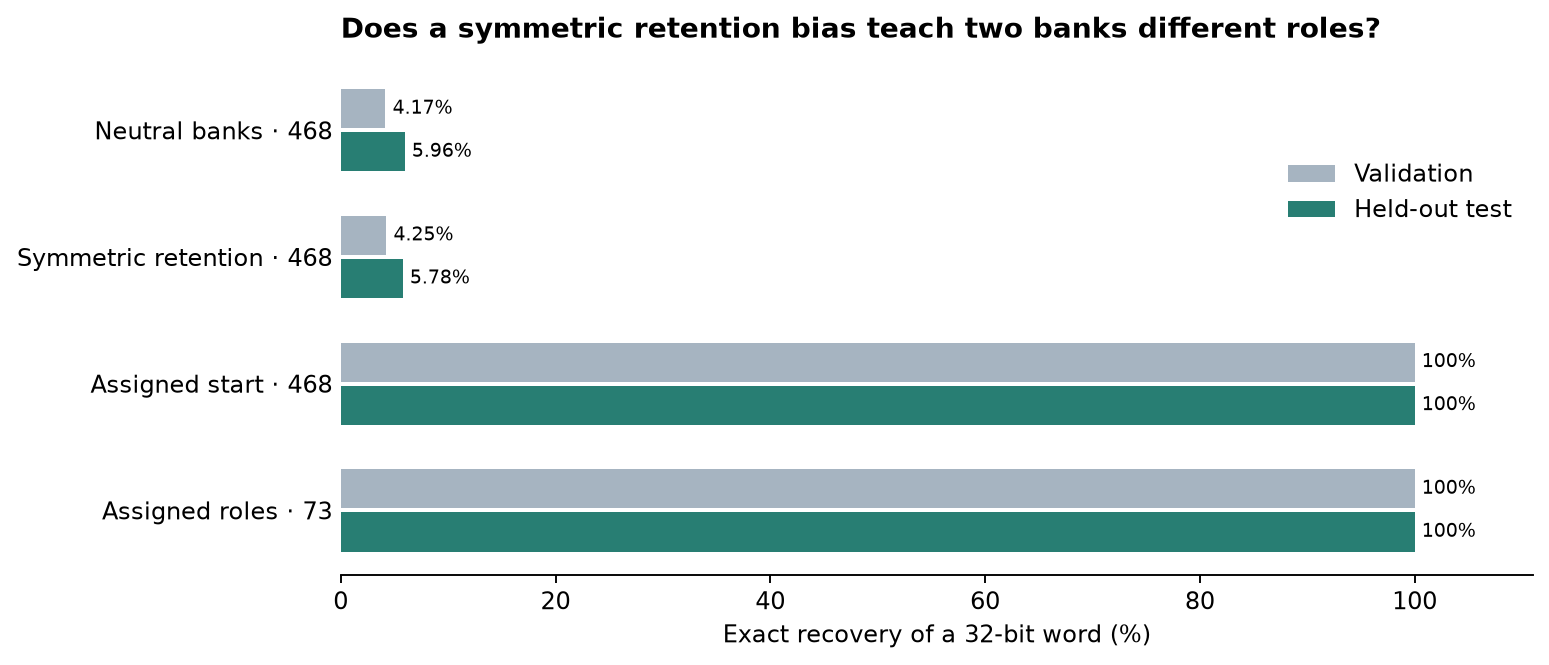 Does a symmetric retention bias teach two banks different roles?
Neutral banks · 468
4.17%
5.96%
Validation
Held-out test
Symmetric retention · 468
4.25%
5.78%
Assigned start · 468
100%
100%
Assigned roles · 73
100%
100%
0 20 40 60 80 100
Exact recovery of a 32-bit word (%)